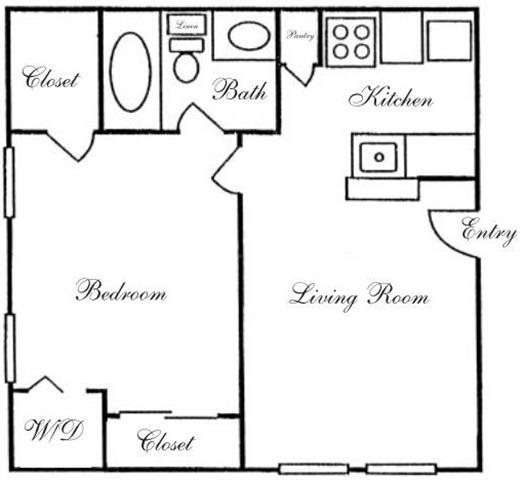 Linen
Pantry
Closet
Bath
Kitchen
Entry
Bedroom
Living Room
W/D
Closet